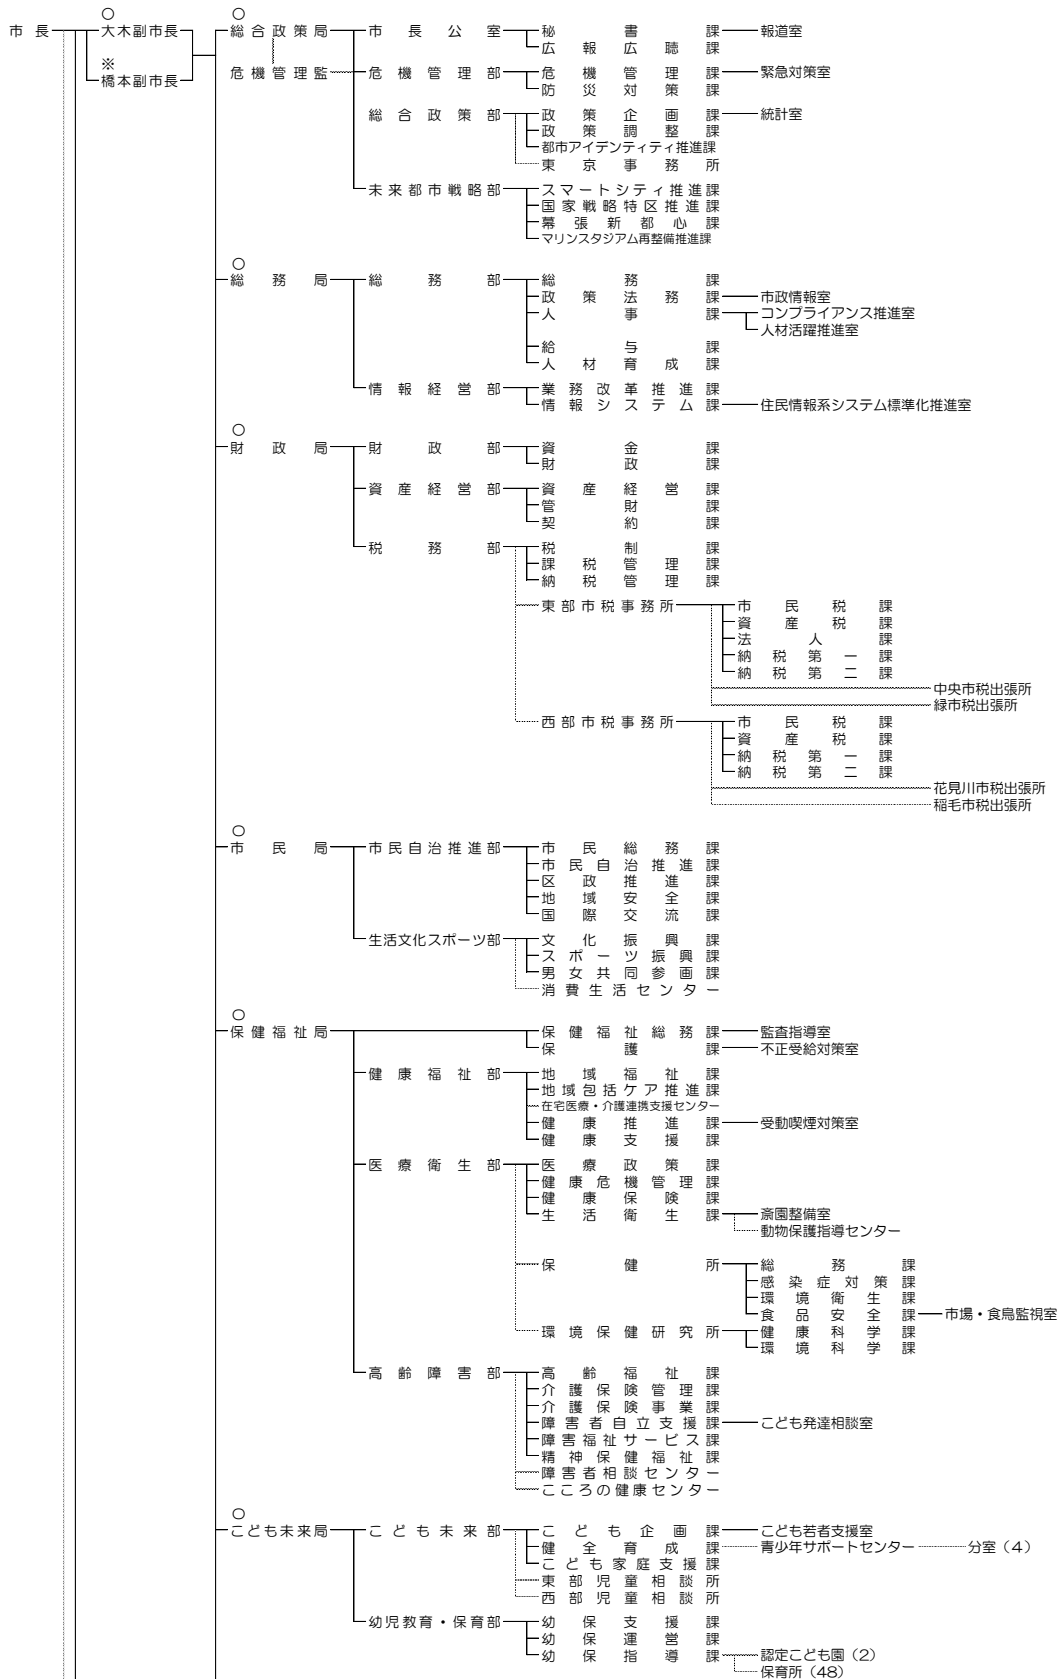 ○
市長 大木副市長 ○ 総合政策局 市長公室 秘書課 報道室
広報広聴課
※
橋本副市長 危機管理監 危機管理部 危機管理課 緊急対策室
防災対策課
総合政策部 政策企画課 統計室
政策調整課
都市アイデンティティ推進課
東京事務所
未来都市戦略部 スマートシティ推進課
国家戦略特区推進課
幕張新都心課
マリンスタジアム再整備推進課
○
総務局 総務部 総務課
政策法務課 市政情報室
人事課 コンプライアンス推進室
人材活躍推進室
給与課
人材育成課
情報経営部 業務改革推進課
情報システム課 住民情報系システム標準化推進室
○
財政局 財政部 資金課
財政課
資産経営部 資産経営課
管財課
契約課
税務部 税制課
課税管理課
納税管理課
東部市税事務所 市民税課
資産税課
法人課
納税第一課
納税第二課
中央市税出張所
緑市税出張所
西部市税事務所 市民税課
資産税課
納税第一課
納税第二課
花見川市税出張所
稲毛市税出張所
○
市民局 市民自治推進部 市民総務課
市民自治推進課
区政推進課
地域安全課
国際交流課
生活文化スポーツ部 文化振興課
スポーツ振興課
男女共同参画課
消費生活センター
○
保健福祉局 保健福祉総務課 監査指導室
保護課 不正受給対策室
健康福祉部 地域福祉課
地域包括ケア推進課
在宅医療・介護連携支援センター
健康推進課 受動喫煙対策室
健康支援課
医療衛生部 医療政策課
健康危機管理課
健康保険課
生活衛生課 斎園整備室
動物保護指導センター
保健所 総務課
感染症対策課
環境衛生課
食品安全課 市場・食鳥監視室
環境保健研究所 健康科学課
環境科学課
高齢障害部 高齢福祉課
介護保険管理課
介護保険事業課
障害者自立支援課 こども発達相談室
障害福祉サービス課
精神保健福祉課
障害者相談センター
こころの健康センター
○
こども未来局 こども未来部 こども企画課 こども若者支援室
健全育成課 青少年サポートセンター 分室（4）
こども家庭支援課
東部児童相談所
西部児童相談所
幼児教育・保育部 幼保支援課
幼保運営課
幼保指導課 認定こども園（2）
保育所（48）